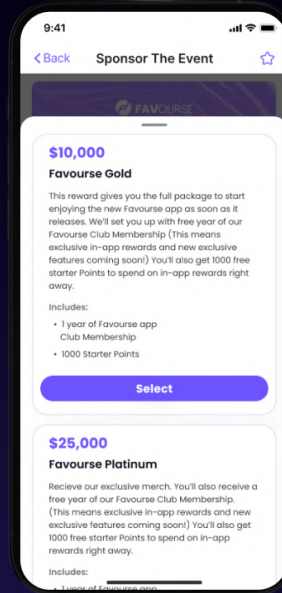 9:41
Back Sponsor The Event
FAVOURSE
$10,000
Favourse Gold
This reward gives you the full package to start
enjoying the new Favourse app as soon as it
releases. We'll set you up with free year of our
Favourse Club Membership (This means
exclusive in-app rewards and new exclusive
features coming soon!) You'll also get 1000 free
starter Points to spend on in-app rewards right
away.
Includes:
• 1 year of Favourse app
Club Membership
• 1000 Starter Points
Select
$25,000
Favourse Platinum
Recieve our exclusive merch. You'll also receive a
free year of our Favourse Club Membership.
(This means exclusive in-app rewards and new
exclusive features coming soon!) You'll also get
1000 free starter Points to spend on in-app
rewards right away.
Includes:
• 1 year of Favourse app